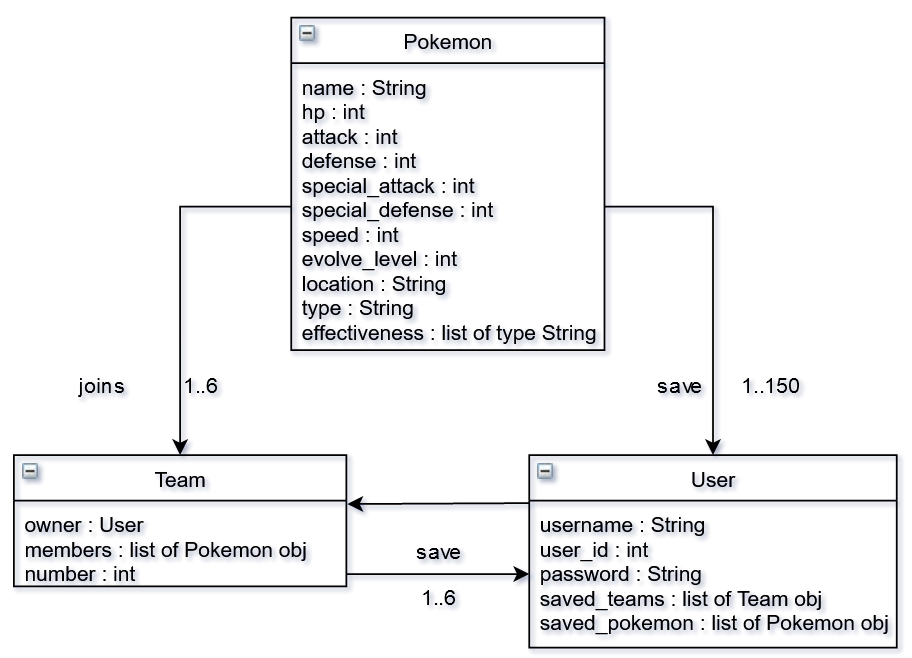 Pokemon
name : String
hp : int
attack : int
defense : int
special_attack : int
special_defense : int
speed : int
evolve_level : int
location : String
type : String
effectiveness : list of type String
joins
1..6
save
1..150
Team
owner : User
members : list of Pokemon obj
number : int
save
1..6
User
username : String
user_id : int
password : String
saved_teams : list of Team obj
saved_pokemon : list of Pokemon obj